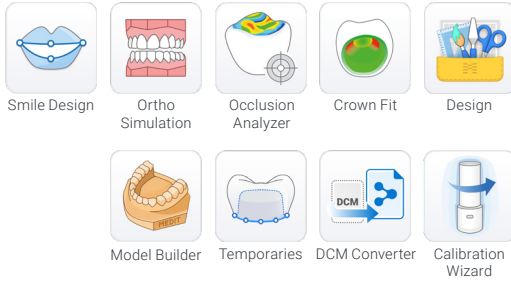 Smile Design
Ortho
Simulation
Occlusion
Analyzer
Crown Fit
Design
MEDIT
Model Builder
Temporaries
DCM
DCM Converter
Calibration
Wizard